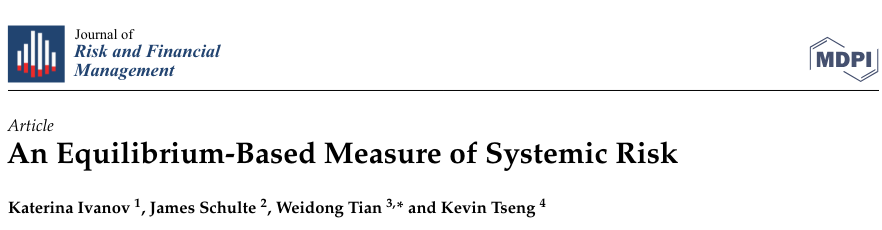 Journal of
Risk and Financial
Management
MDPI
Article
An Equilibrium-Based Measure of Systemic Risk
Katerina Ivanov 1, James Schulte 2, Weidong Tian 3,* and Kevin Tseng 4